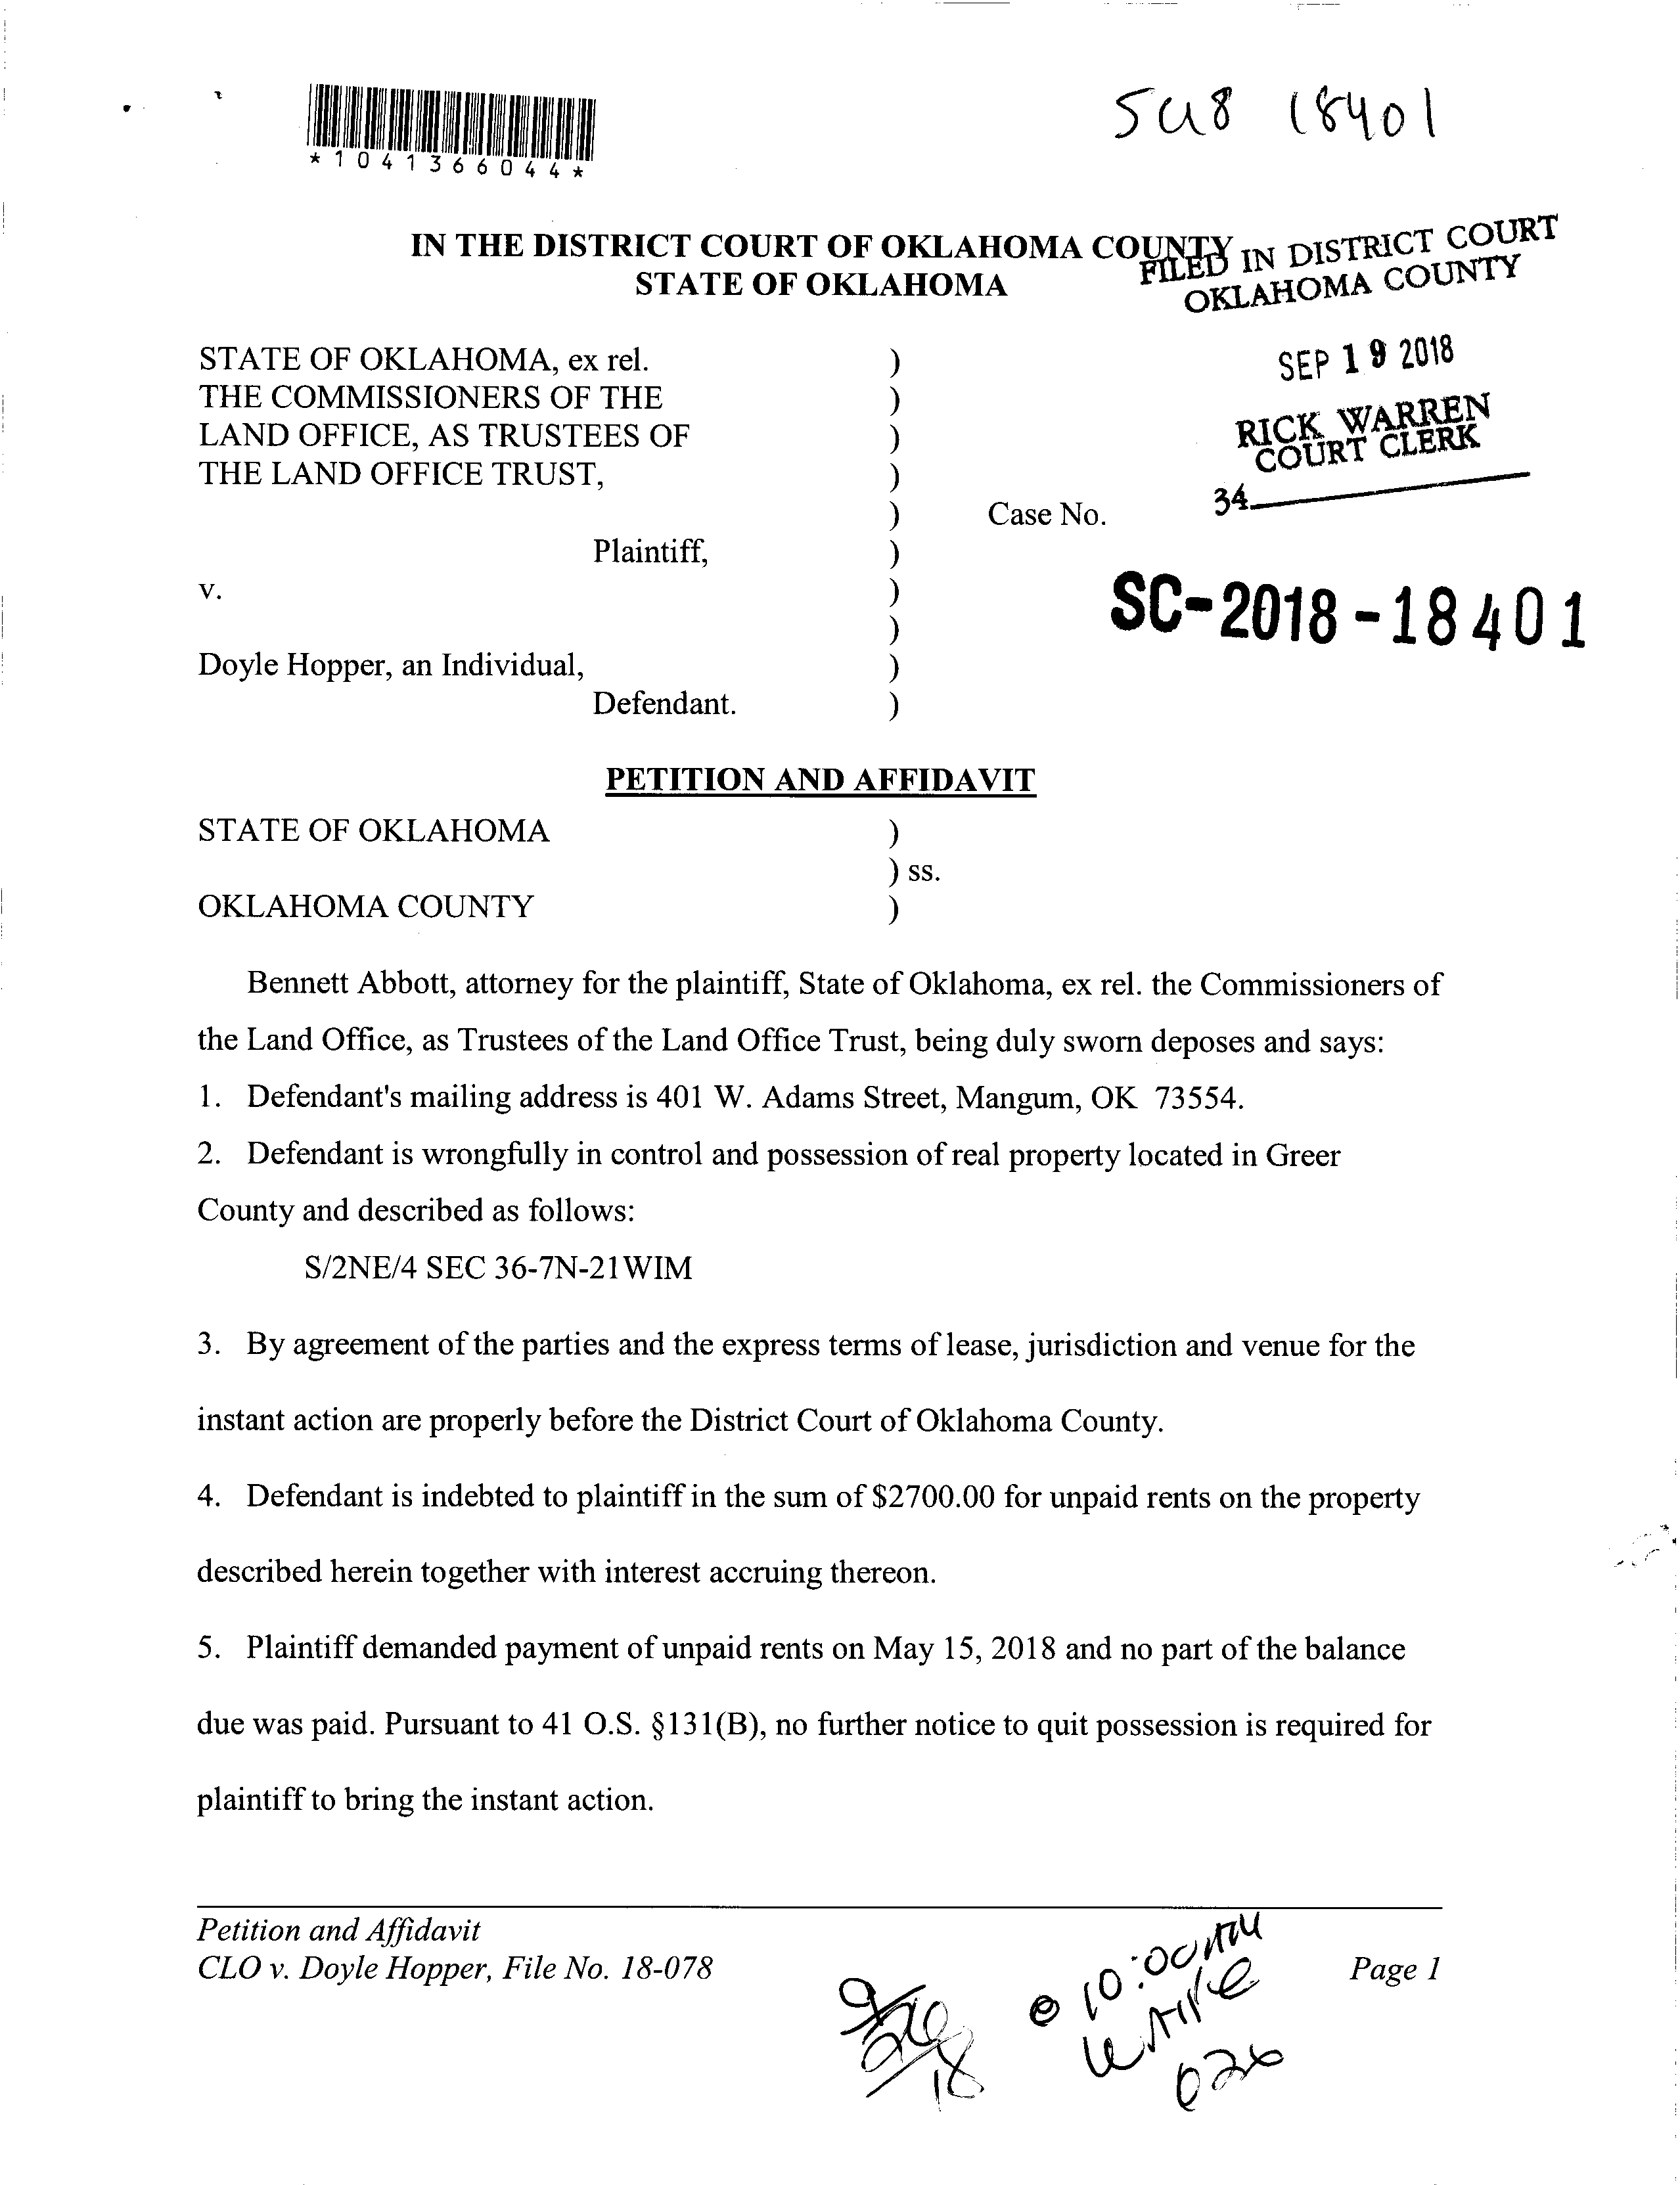 *1041366044*
SC18 18401
IN THE DISTRICT COURT OF OKLAHOMA COUNTY
STATE OF OKLAHOMA
FILED IN DISTRICT COURT
OKLAHOMA COUNTY
SEP 19 2018
RICK WARREN
COURT CLERK
34
STATE OF OKLAHOMA, ex rel. )
THE COMMISSIONERS OF THE )
LAND OFFICE, AS TRUSTEES OF )
THE LAND OFFICE TRUST, )
) Case No.
Plaintiff, )
v. )
) SC-2018-18401
Doyle Hopper, an Individual, )
Defendant. )
PETITION AND AFFIDAVIT
STATE OF OKLAHOMA )
) ss.
OKLAHOMA COUNTY )
Bennett Abbott, attorney for the plaintiff, State of Oklahoma, ex rel. the Commissioners of
the Land Office, as Trustees of the Land Office Trust, being duly sworn deposes and says:
1. Defendant's mailing address is 401 W. Adams Street, Mangum, OK 73554.
2. Defendant is wrongfully in control and possession of real property located in Greer
County and described as follows:
S/2NE/4 SEC 36-7N-21WIM
3. By agreement of the parties and the express terms of lease, jurisdiction and venue for the
instant action are properly before the District Court of Oklahoma County.
4. Defendant is indebted to plaintiff in the sum of $2700.00 for unpaid rents on the property
described herein together with interest accruing thereon.
5. Plaintiff demanded payment of unpaid rents on May 15, 2018 and no part of the balance
due was paid. Pursuant to 41 O.S. §131(B), no further notice to quit possession is required for
plaintiff to bring the instant action.
Petition and Affidavit
CLO v. Doyle Hopper, File No. 18-078
Page 1
@ 10:00AM